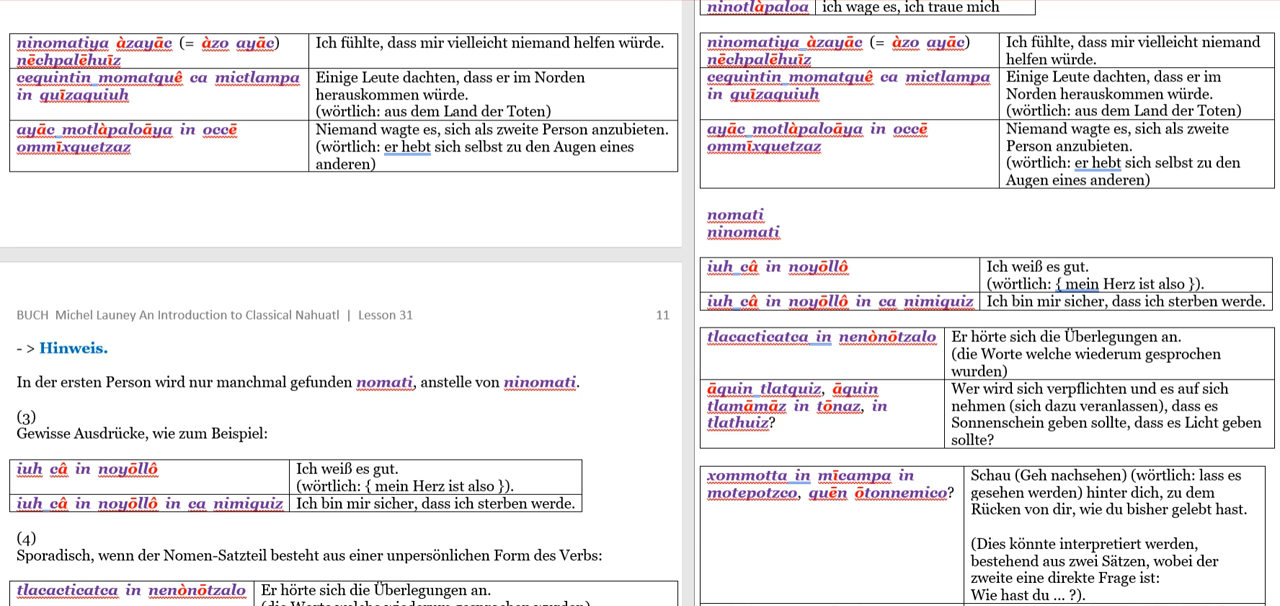 ninomatiya àzayāc (= àzo ayāc) Ich fühlte, dass mir vielleicht niemand helfen würde.
nēchpalēhuīz
cequintin momatquê ca mictlampa Einige Leute dachten, dass er im Norden
in quīzaquiuh herauskommen würde.
(wörtlich: aus dem Land der Toten)
ayāc motlàpaloāya in occē Niemand wagte es, sich als zweite Person anzubieten.
ommīxquetzaz (wörtlich: er hebt sich selbst zu den Augen eines
anderen)
BUCH Michel Launey An Introduction to Classical Nahuatl | Lesson 31 11
- > Hinweis.
In der ersten Person wird nur manchmal gefunden nomati, anstelle von ninomati.
(3)
Gewisse Ausdrücke, wie zum Beispiel:
iuh câ in noyōllô Ich weiß es gut.
(wörtlich: { mein Herz ist also }).
iuh câ in noyōllô in ca nimiquiz Ich bin mir sicher, dass ich sterben werde.
(4)
Sporadisch, wenn der Nomen-Satzteil besteht aus einer unpersönlichen Form des Verbs:
tlacacticatca in nenònōtzalo Er hörte sich die Überlegungen an.
ninotlàpaloa ich wage es, ich traue mich
ninomatiya àzayāc (= àzo ayāc) Ich fühlte, dass mir vielleicht niemand
nēchpalēhuīz helfen würde.
cequintin momatquê ca mictlampa Einige Leute dachten, dass er im
in quīzaquiuh Norden herauskommen würde.
(wörtlich: aus dem Land der Toten)
ayāc motlàpaloāya in occē Niemand wagte es, sich als zweite
ommīxquetzaz Person anzubieten.
(wörtlich: er hebt sich selbst zu den
Augen eines anderen)
nomati
ninomati
iuh câ in noyōllô Ich weiß es gut.
(wörtlich: { mein Herz ist also }).
iuh câ in noyōllô in ca nimiquiz Ich bin mir sicher, dass ich sterben werde.
tlacacticatca in nenònōtzalo Er hörte sich die Überlegungen an.
(die Worte welche wiederum gesprochen
wurden)
āquin tlatquiz, āquin Wer wird sich verpflichten und es auf sich
tlamāmāz in tōnaz, in nehmen (sich dazu veranlassen), dass es
tlathuiz? Sonnenschein geben sollte, dass es Licht geben
sollte?
xommotta in mīcampa in Schau (Geh nachsehen) (wörtlich: lass es
motepotzco, quēn ōtonnemico? gesehen werden) hinter dich, zu dem
Rücken von dir, wie du bisher gelebt hast.
(Dies könnte interpretiert werden,
bestehend aus zwei Sätzen, wobei der
zweite eine direkte Frage ist:
Wie hast du ... ?).